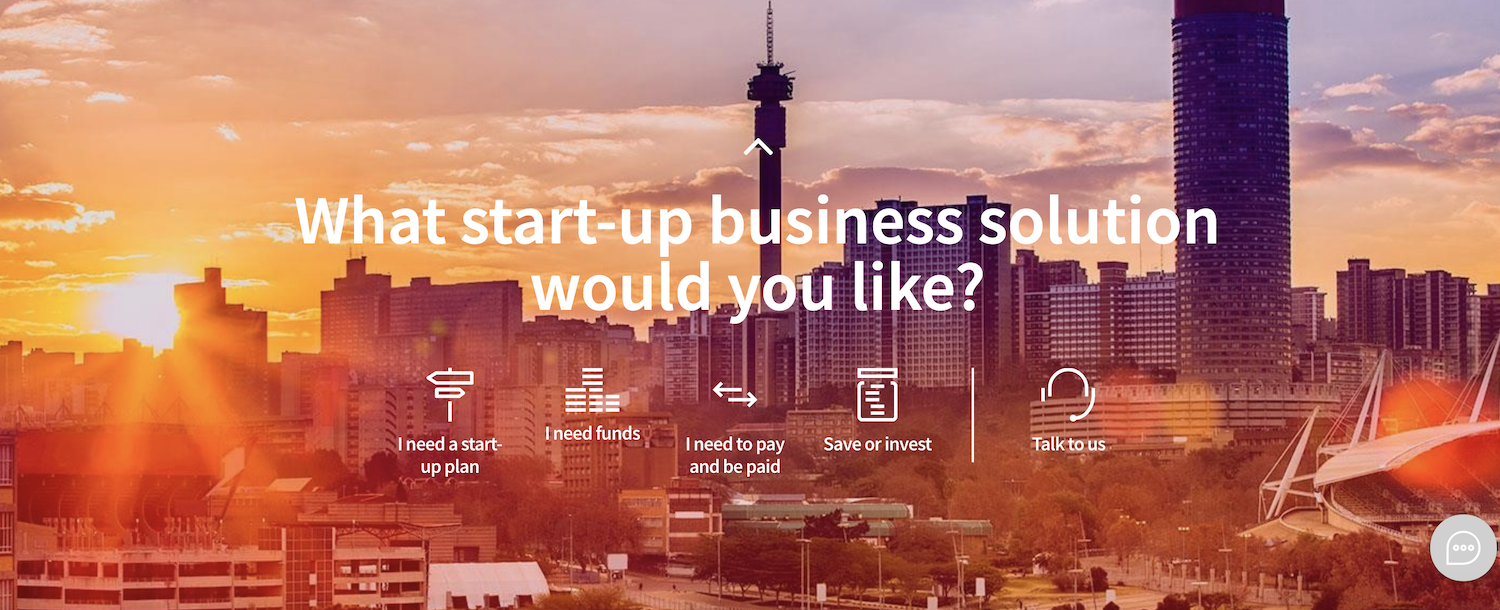 What start-up business solution
would you like?
I need a start-
up plan
I need funds
I need to pay
and be paid
Save or invest
Talk to us